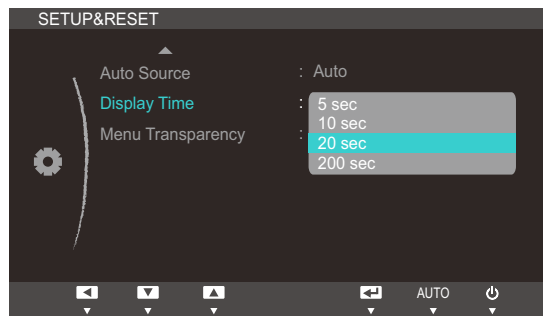 SETUP&RESET
Auto Source : Auto
Display Time : 5 sec
10 sec
20 sec
200 sec
Menu Transparency :
AUTO